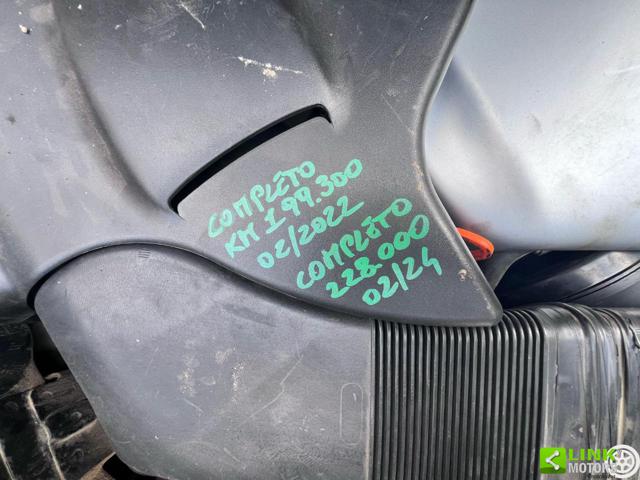 COMPLETO
KM 199.300
02/2022
COMPLETO
228.000
02/24
LINK
MOTORS